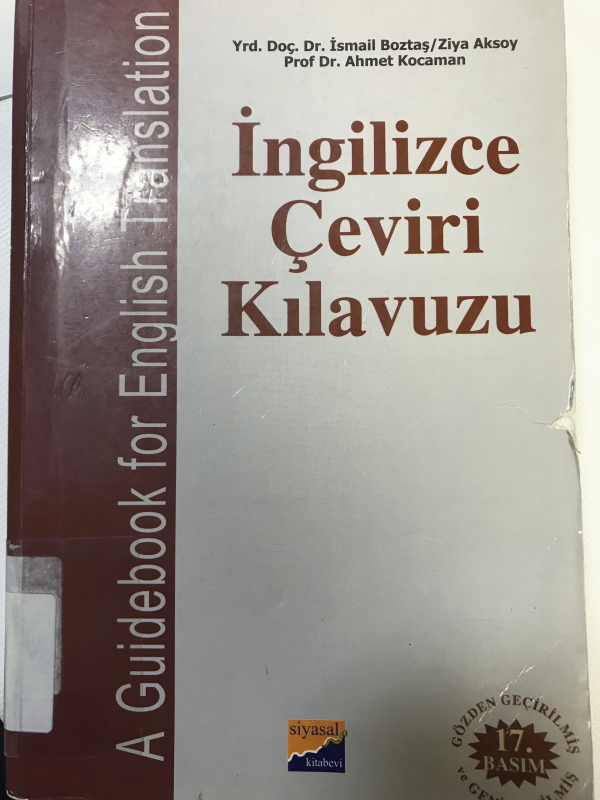 Yrd. Doç. Dr. İsmail Boztaş/Ziya Aksoy
Prof Dr. Ahmet Kocaman
İngilizce
Çeviri
Kılavuzu
A Guidebook for English Translation
siyasal
kitabevi
GÖZDEN GEÇİRİLMİŞ
17.
BASIM
ve